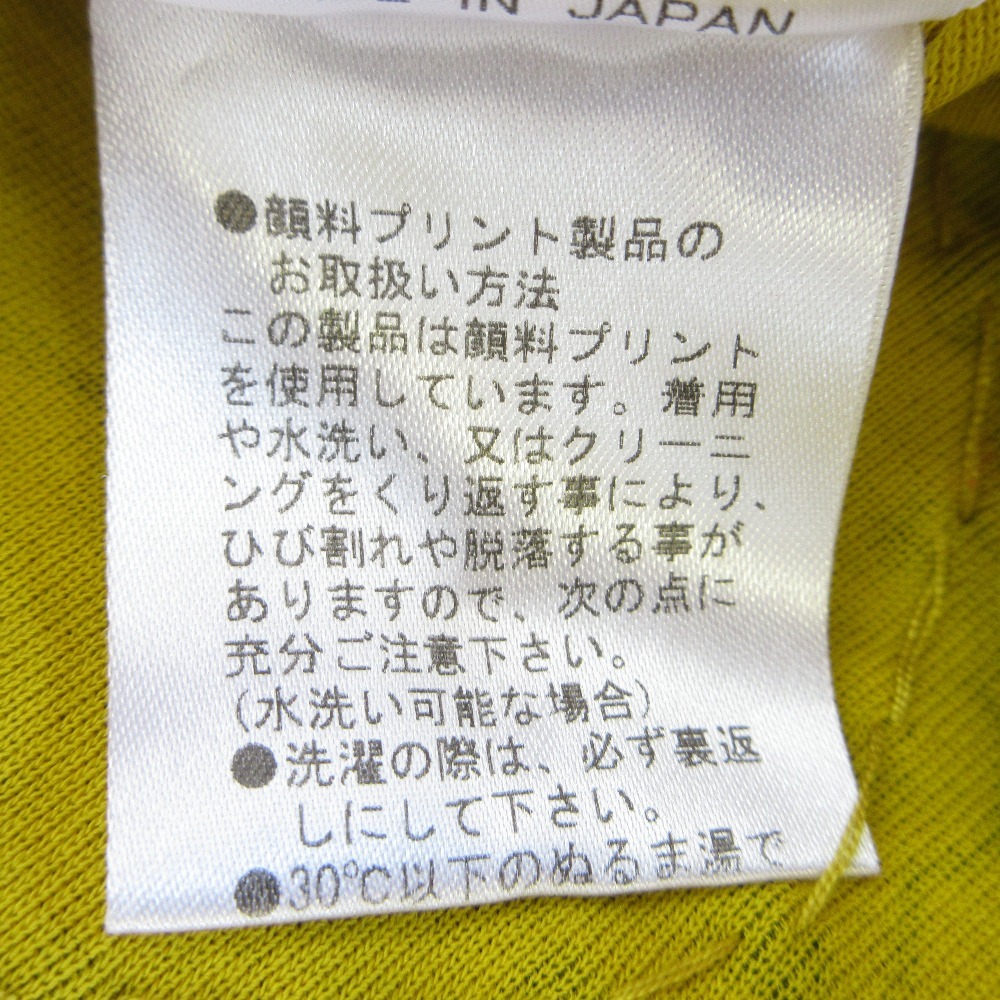 IN JAPAN
●顔料プリント製品の
お取扱い方法
この製品は顔料プリント
を使用しています。着用
や水洗い、又はクリーニ
ングをくり返す事により、
ひび割れや脱落する事が
ありますので、次の点に
充分ご注意下さい。
(水洗い可能な場合)
●洗濯の際は、必ず裏返
しにして下さい。
●30℃以下のぬるま湯で